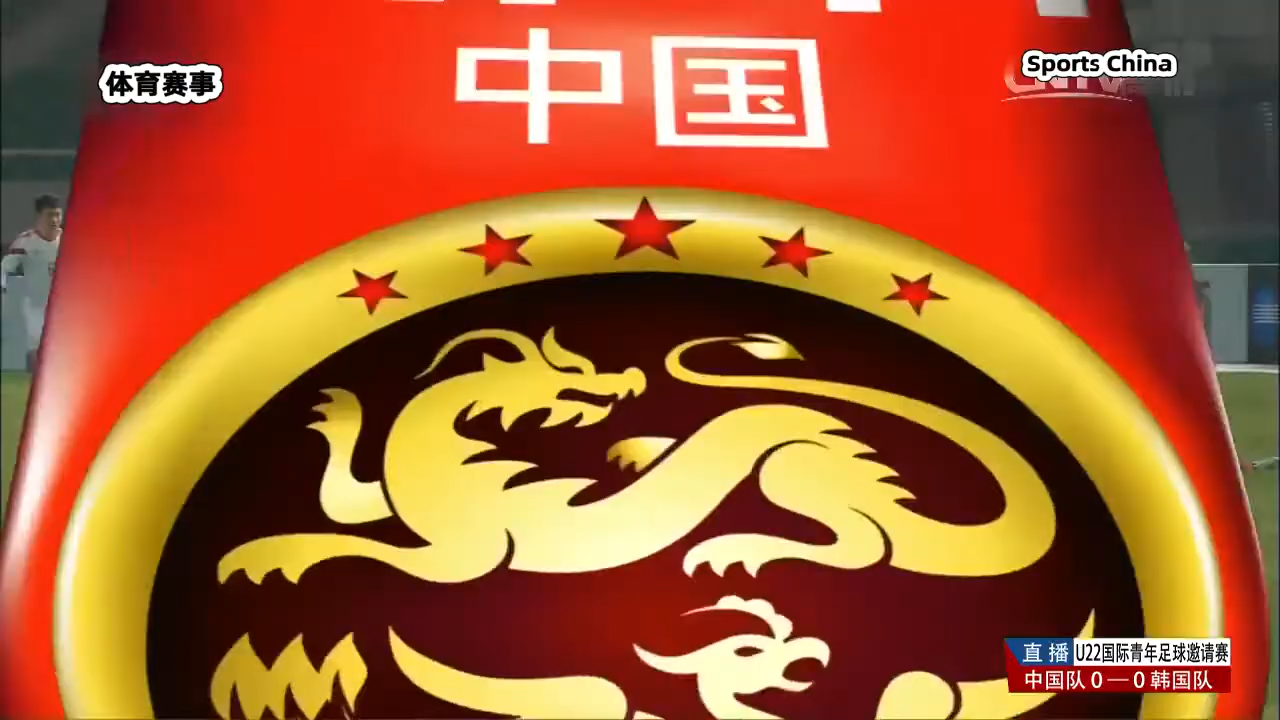 中国
体育赛事
Sports China
CNTV
直播 U22国际青年足球邀请赛
中国队 0 — 0 韩国队